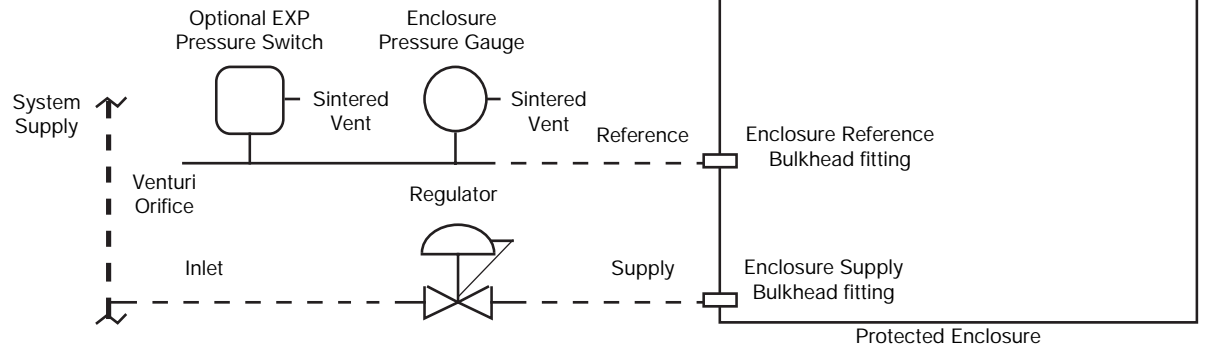 Optional EXP
Pressure Switch
Enclosure
Pressure Gauge
System
Supply
Sintered
Vent
Sintered
Vent
Reference
Enclosure Reference
Bulkhead fitting
Venturi
Orifice
Regulator
Inlet
Supply
Enclosure Supply
Bulkhead fitting
Protected Enclosure